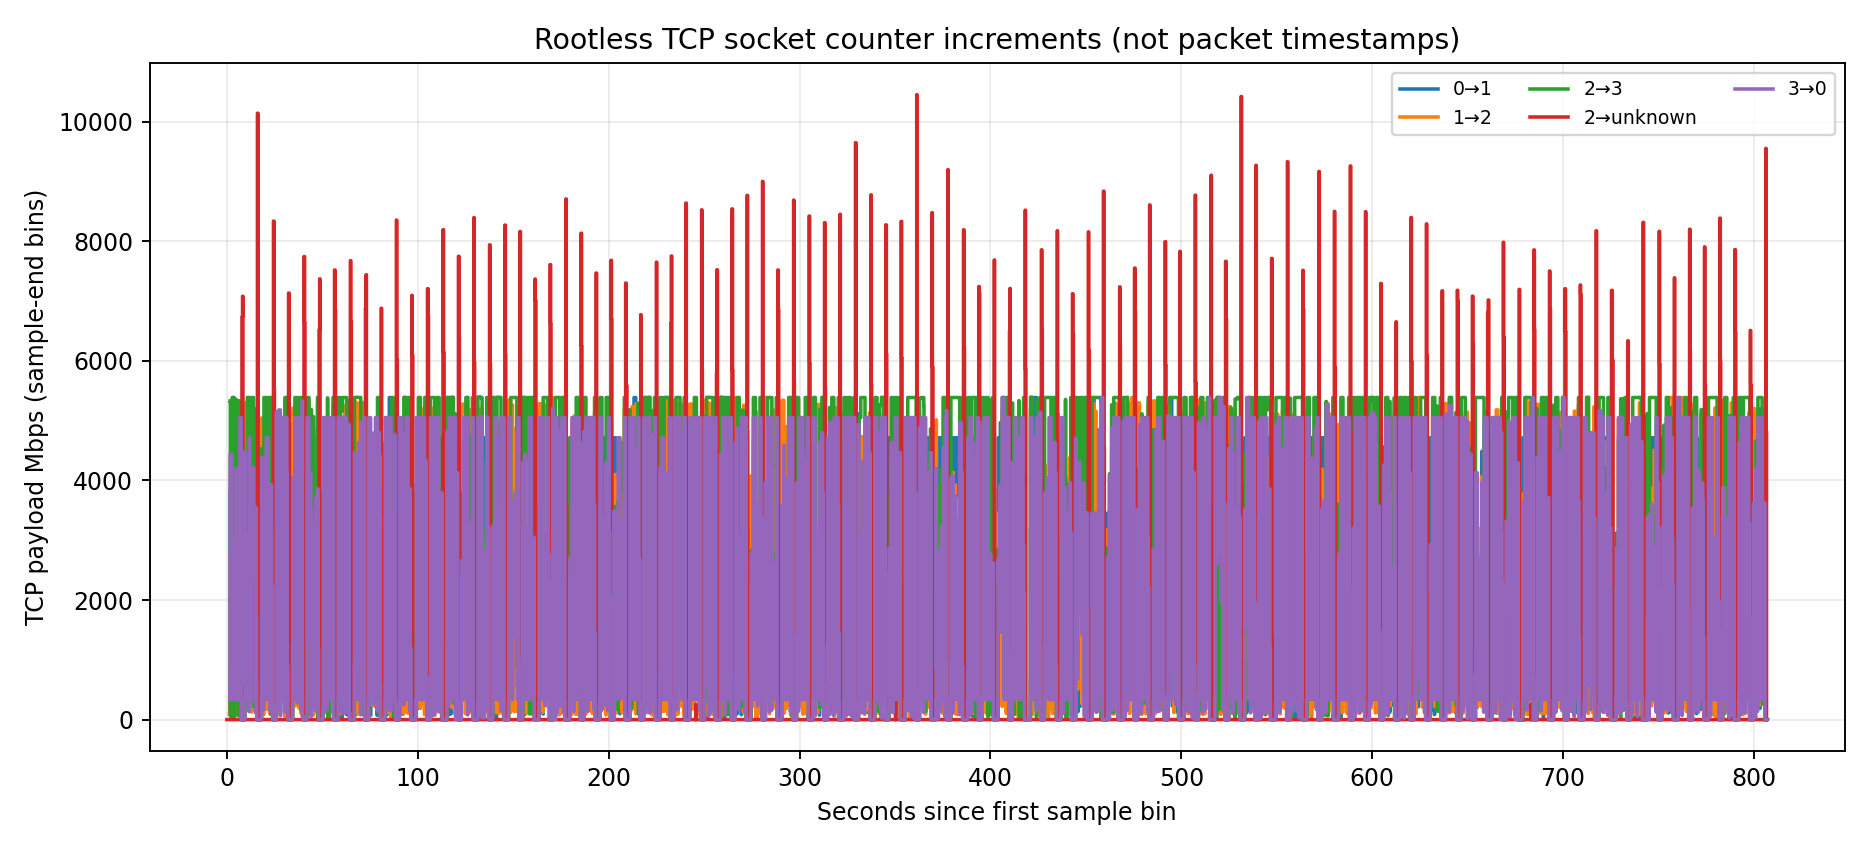 Rootless TCP socket counter increments (not packet timestamps)
0→1
1→2
2→3
2→unknown
3→0
TCP payload Mbps (sample-end bins)
10000
8000
6000
4000
2000
0
0 100 200 300 400 500 600 700 800
Seconds since first sample bin